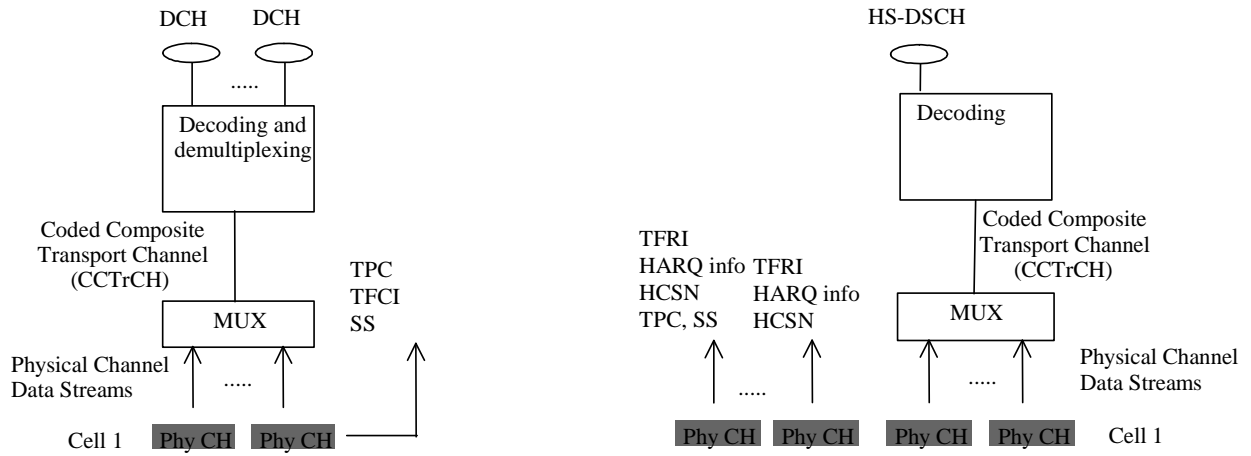 DCH DCH
.....
Decoding and
demultiplexing
Coded Composite
Transport Channel
(CCTrCH)
TPC
TFCI
SS
MUX
Physical Channel
Data Streams
.....
Cell 1 Phy CH Phy CH
HS-DSCH
Decoding
Coded Composite
Transport Channel
(CCTrCH)
TFRI
HARQ info
HCSN
TPC, SS
TFRI
HARQ info
HCSN
MUX
Physical Channel
Data Streams
.....
.....
Phy CH Phy CH Phy CH Phy CH Cell 1